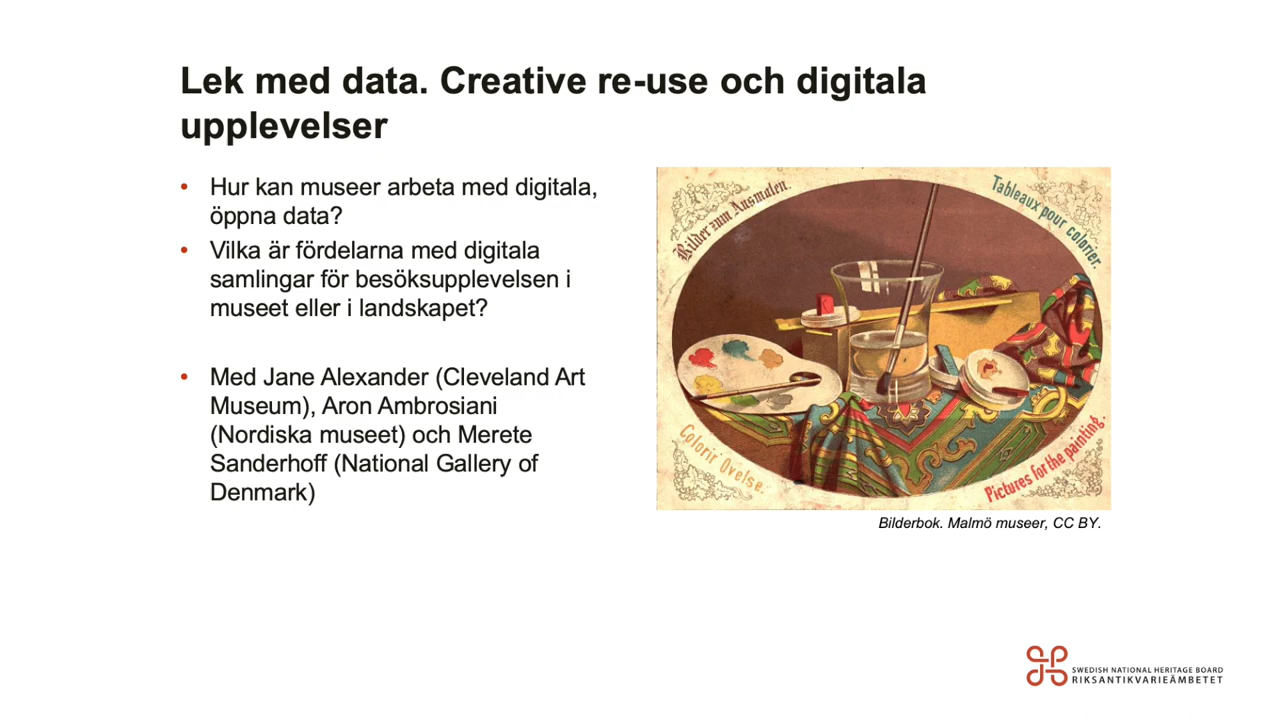 Lek med data. Creative re-use och digitala
upplevelser
• Hur kan museer arbeta med digitala,
öppna data?
• Vilka är fördelarna med digitala
samlingar för besöksupplevelsen i
museet eller i landskapet?
• Med Jane Alexander (Cleveland Art
Museum), Aron Ambrosiani
(Nordiska museet) och Merete
Sanderhoff (National Gallery of
Denmark)
Bilder zum Ausmalen.
Tableaux pour colorier.
Colorir Ovelse.
Pictures for the painting.
Bilderbok. Malmö museer, CC BY.
SWEDISH NATIONAL HERITAGE BOARD
RIKSANTIKVARIEÄMBETET